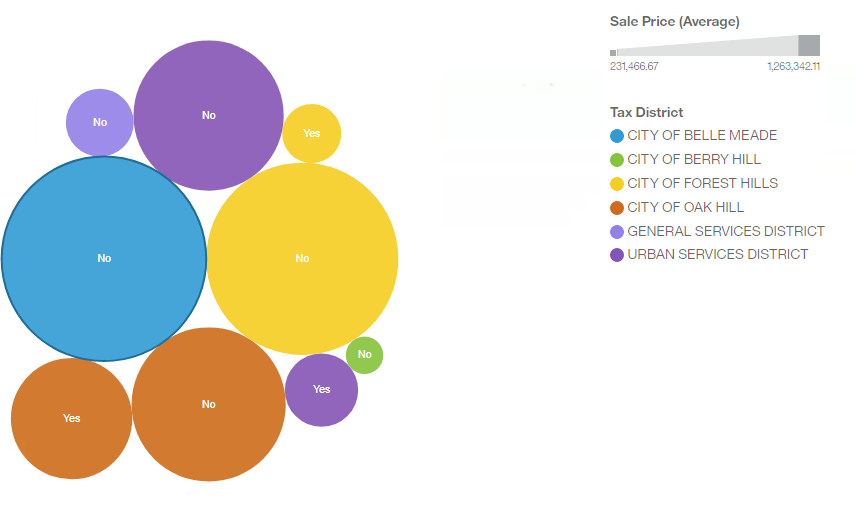 No
No
Yes
No
No
No
Yes
No
Yes
Sale Price (Average)
231,466.67 1,263,342.11
Tax District
CITY OF BELLE MEADE
CITY OF BERRY HILL
CITY OF FOREST HILLS
CITY OF OAK HILL
GENERAL SERVICES DISTRICT
URBAN SERVICES DISTRICT